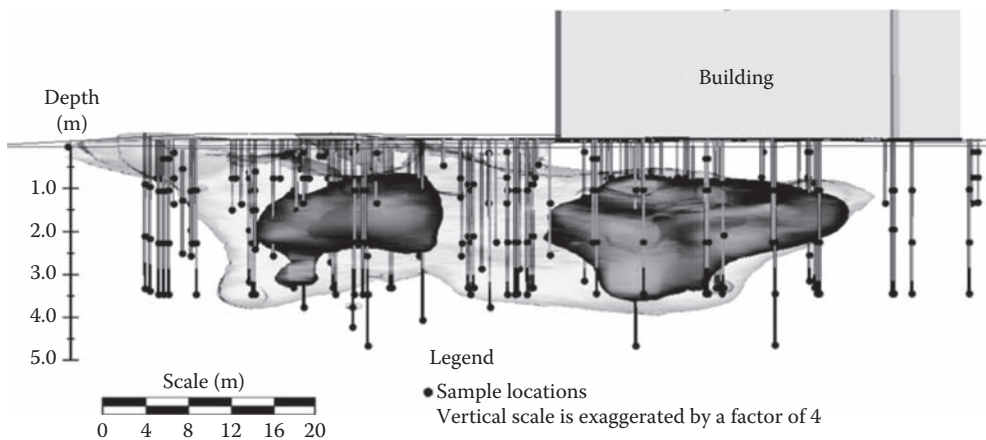 Building
Depth
(m)
1.0
2.0
3.0
4.0
5.0
Legend
Scale (m)
Sample locations
Vertical scale is exaggerated by a factor of 4
0 4 8 12 16 20